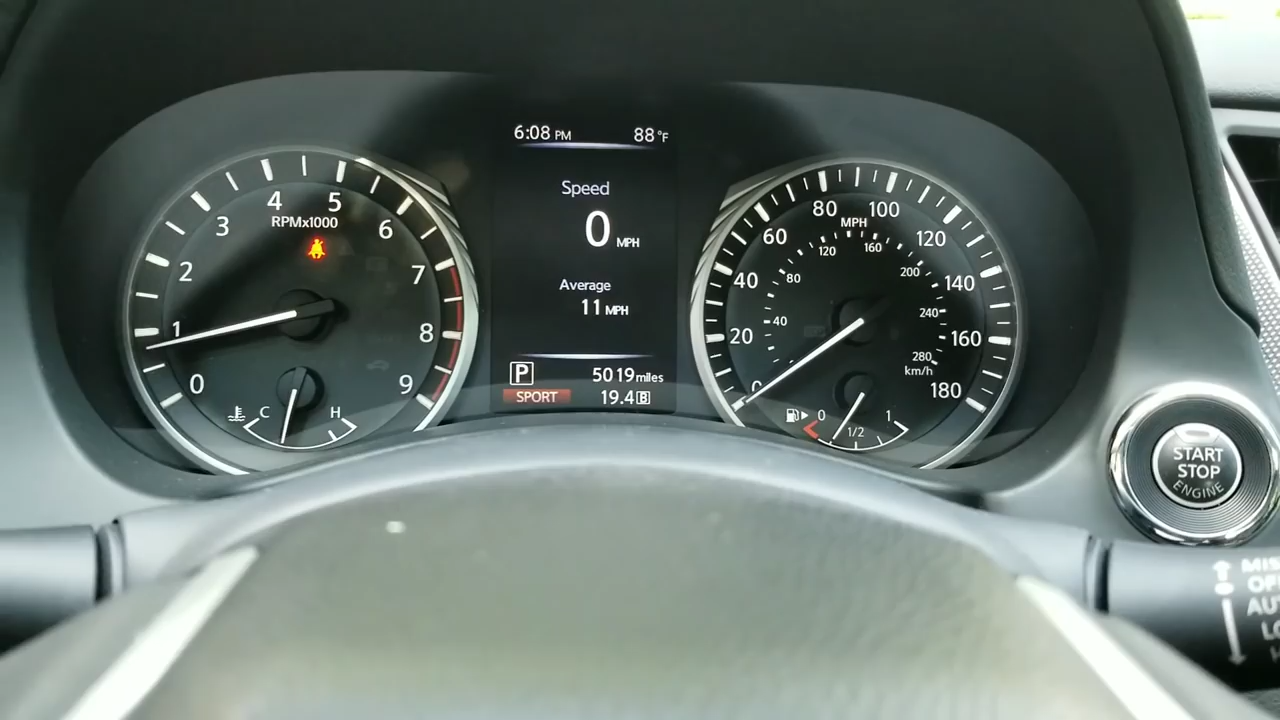 6:08 PM 88°F
Speed
0 MPH
Average
11 MPH
P 5019 miles
SPORT 19.4 B
0 1 2 3 4 5 6 7 8 9
RPMx1000
C H
0 20 40 60 80 100 120 140 160 180
MPH
40 80 120 160 200 240 280
km/h
0 1/2 1
START
STOP
ENGINE